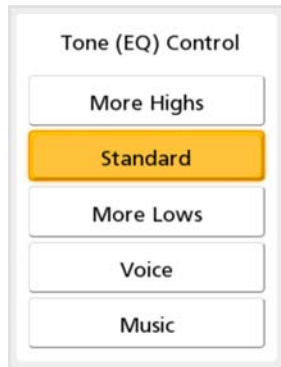 Tone (EQ) Control
More Highs
Standard
More Lows
Voice
Music